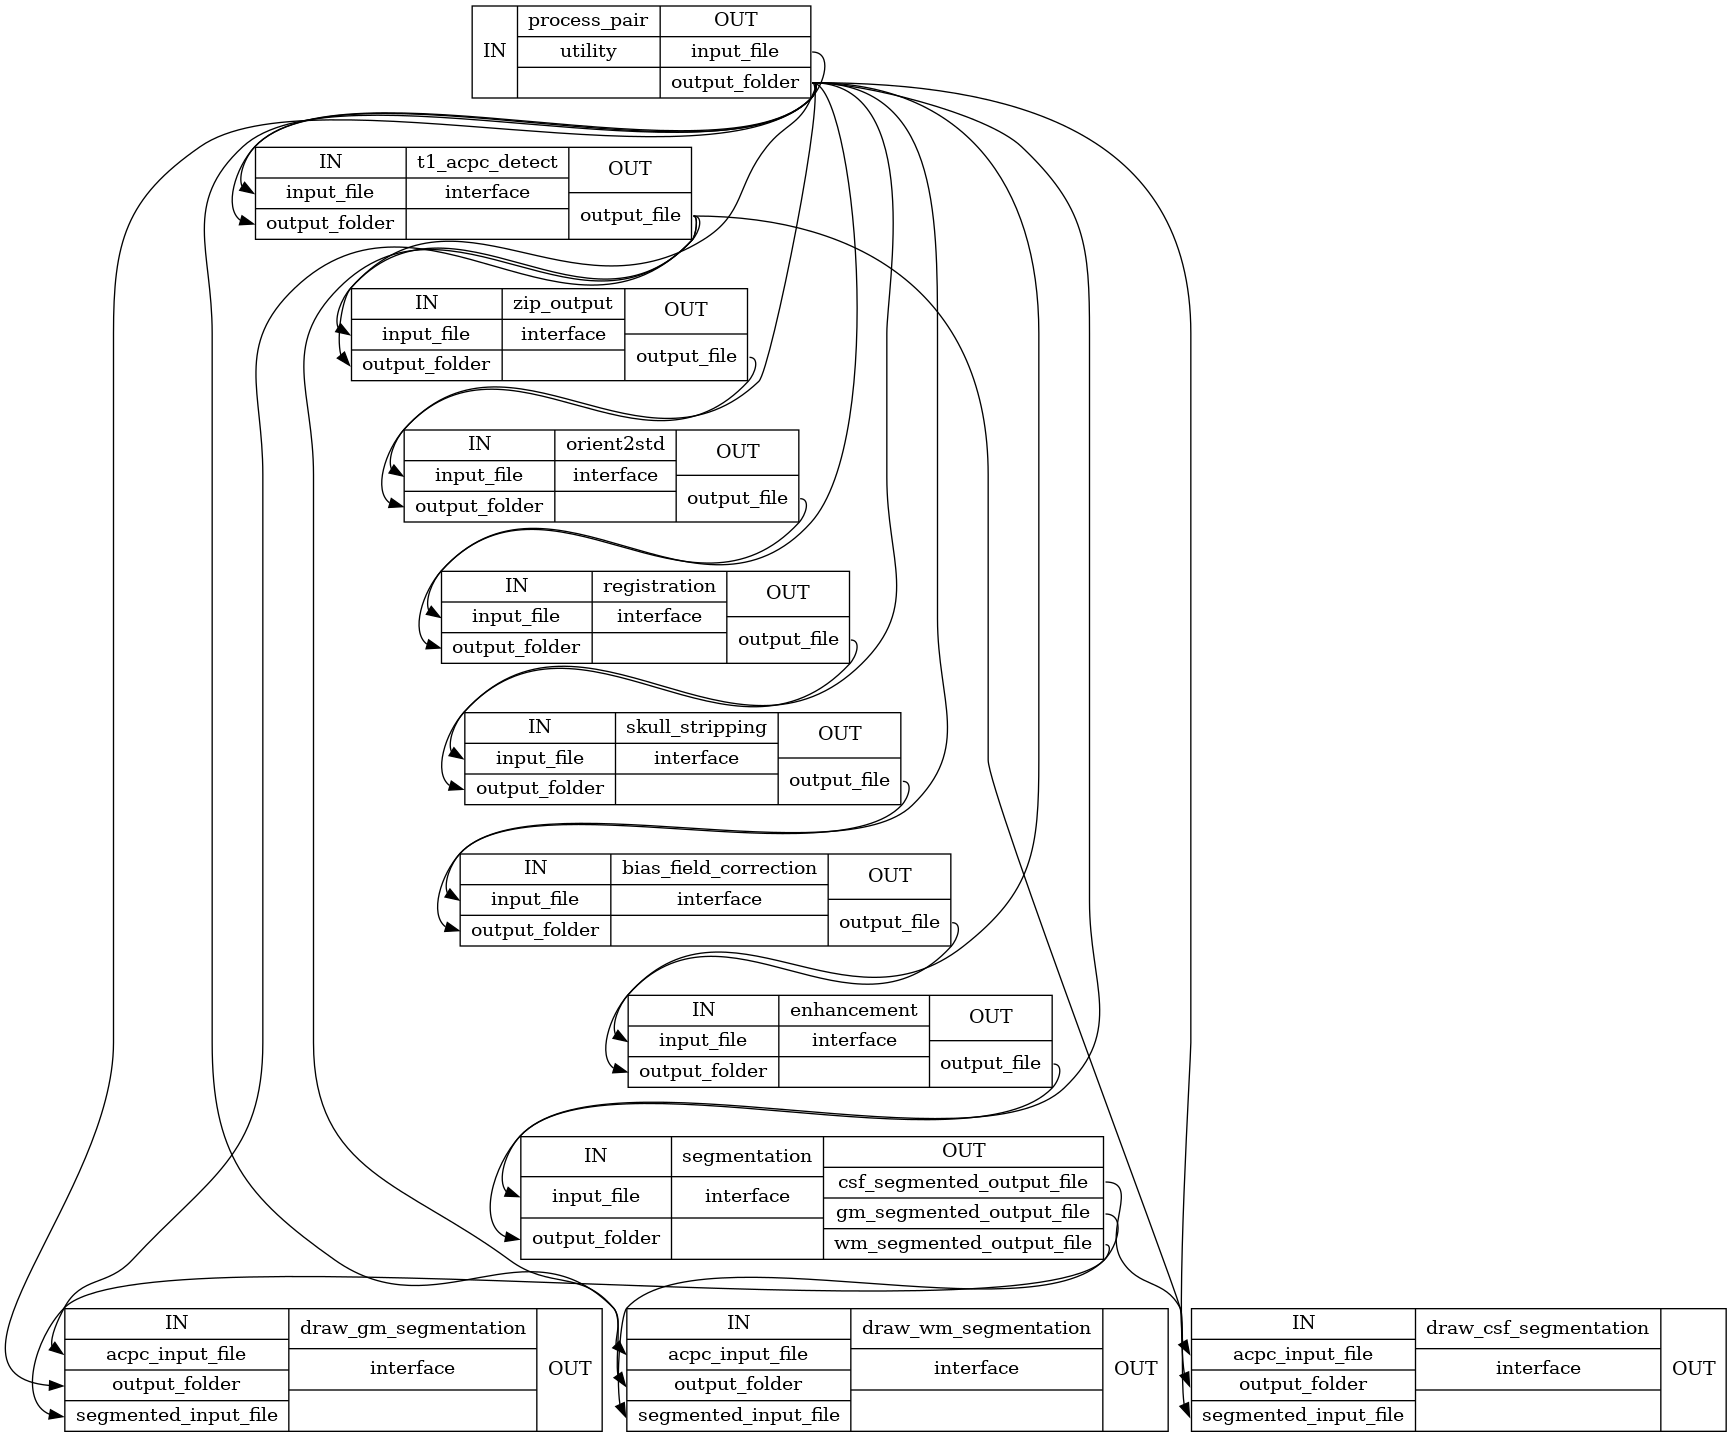 IN process_pair OUT
utility input_file
output_folder
IN t1_acpc_detect OUT
input_file interface
output_folder output_file
IN zip_output OUT
input_file interface
output_folder output_file
IN orient2std OUT
input_file interface
output_folder output_file
IN registration OUT
input_file interface
output_folder output_file
IN skull_stripping OUT
input_file interface
output_folder output_file
IN bias_field_correction OUT
input_file interface
output_folder output_file
IN enhancement OUT
input_file interface
output_folder output_file
IN segmentation OUT
input_file interface csf_segmented_output_file
gm_segmented_output_file
output_folder wm_segmented_output_file
IN draw_gm_segmentation OUT
acpc_input_file interface
output_folder
segmented_input_file
IN draw_wm_segmentation OUT
acpc_input_file interface
output_folder
segmented_input_file
IN draw_csf_segmentation OUT
acpc_input_file interface
output_folder
segmented_input_file